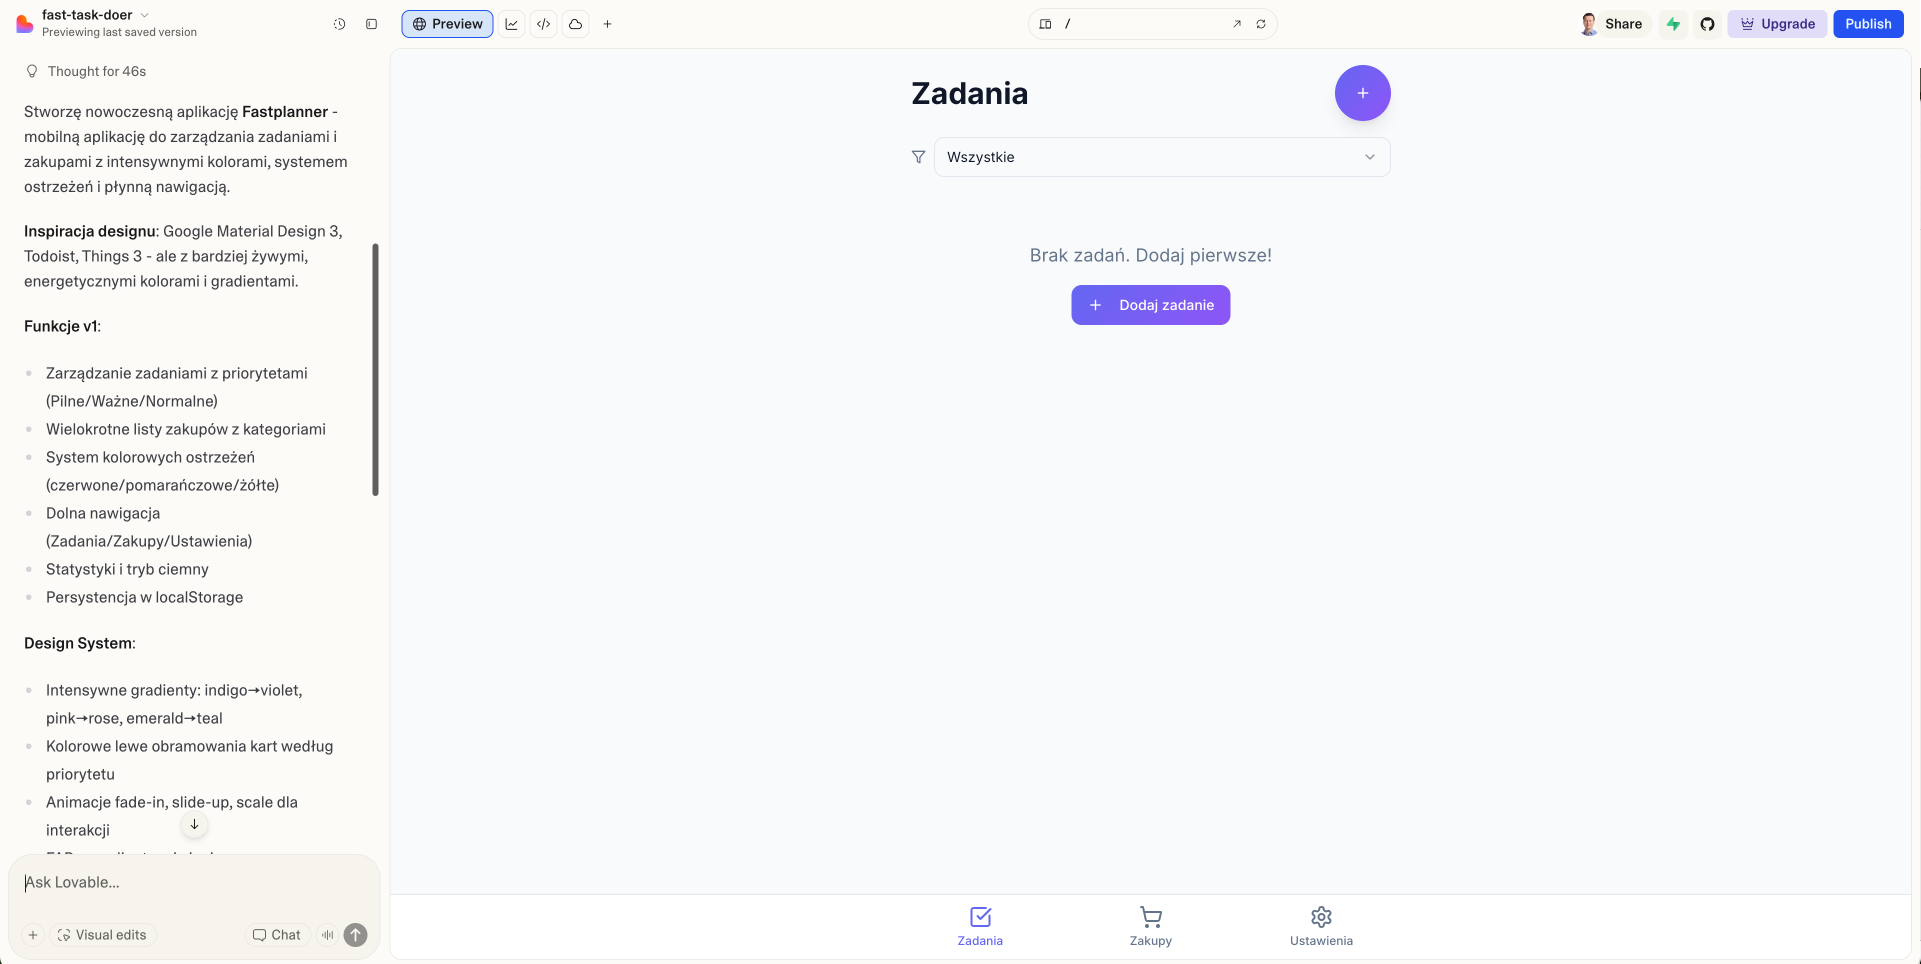 fast-task-doer
Previewing last saved version
Preview
/
Share
Upgrade
Publish
Thought for 46s
Stworzę nowoczesną aplikację Fastplanner -
mobilną aplikację do zarządzania zadaniami i
zakupami z intensywnymi kolorami, systemem
ostrzeżeń i płynną nawigacją.
Inspiracja designu: Google Material Design 3,
Todoist, Things 3 - ale z bardziej żywymi,
energetycznymi kolorami i gradientami.
Funkcje v1:
Zarządzanie zadaniami z priorytetami
(Pilne/Ważne/Normalne)
Wielokrotne listy zakupów z kategoriami
System kolorowych ostrzeżeń
(czerwone/pomarańczowe/żółte)
Dolna nawigacja
(Zadania/Zakupy/Ustawienia)
Statystyki i tryb ciemny
Persystencja w localStorage
Design System:
Intensywne gradienty: indigo→violet,
pink→rose, emerald→teal
Kolorowe lewe obramowania kart według
priorytetu
Animacje fade-in, slide-up, scale dla
interakcji
Ask Lovable...
Visual edits
Chat
Zadania
Wszystkie
Brak zadań. Dodaj pierwsze!
Dodaj zadanie
Zadania
Zakupy
Ustawienia